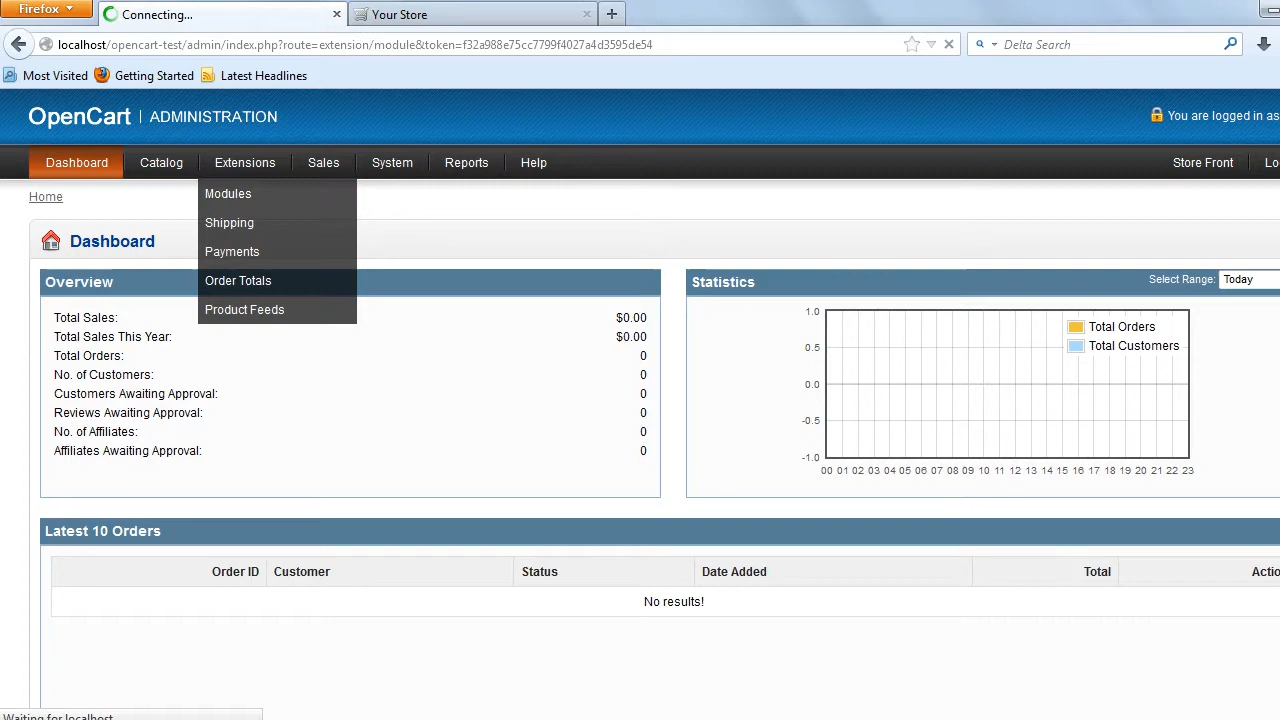 Firefox
Connecting...
Your Store
localhost/opencart-test/admin/index.php?route=extension/module&token=f32a988e75cc7799f4027a4d3595de54
Delta Search
Most Visited
Getting Started
Latest Headlines
OpenCart | ADMINISTRATION
You are logged in as
Dashboard
Catalog
Extensions
Sales
System
Reports
Help
Store Front
Lo
Home
Modules
Shipping
Payments
Order Totals
Product Feeds
Dashboard
Overview
Total Sales: $0.00
Total Sales This Year: $0.00
Total Orders: 0
No. of Customers: 0
Customers Awaiting Approval: 0
Reviews Awaiting Approval: 0
No. of Affiliates: 0
Affiliates Awaiting Approval: 0
Statistics
Select Range: Today
1.0
0.5
0.0
-0.5
-1.0
Total Orders
Total Customers
00 01 02 03 04 05 06 07 08 09 10 11 12 13 14 15 16 17 18 19 20 21 22 23
Latest 10 Orders
Order ID Customer Status Date Added Total Actio
No results!
Waiting for localhost